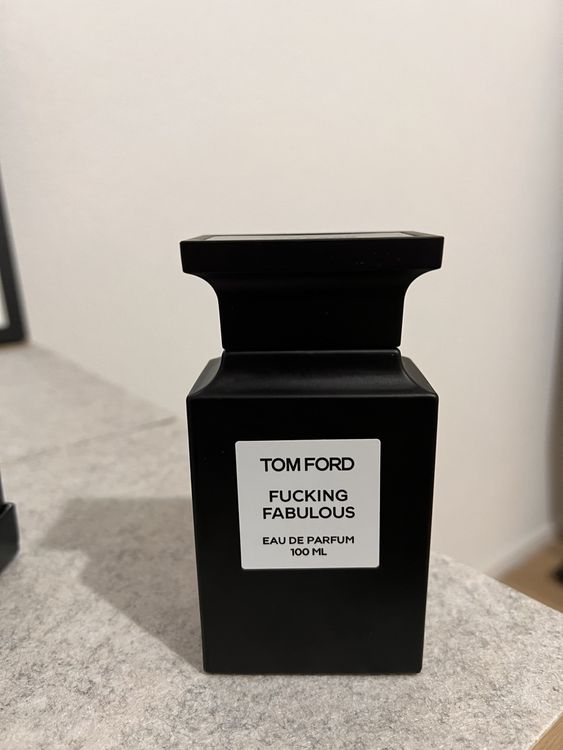 TOM FORD
FUCKING
FABULOUS
EAU DE PARFUM
100 ML